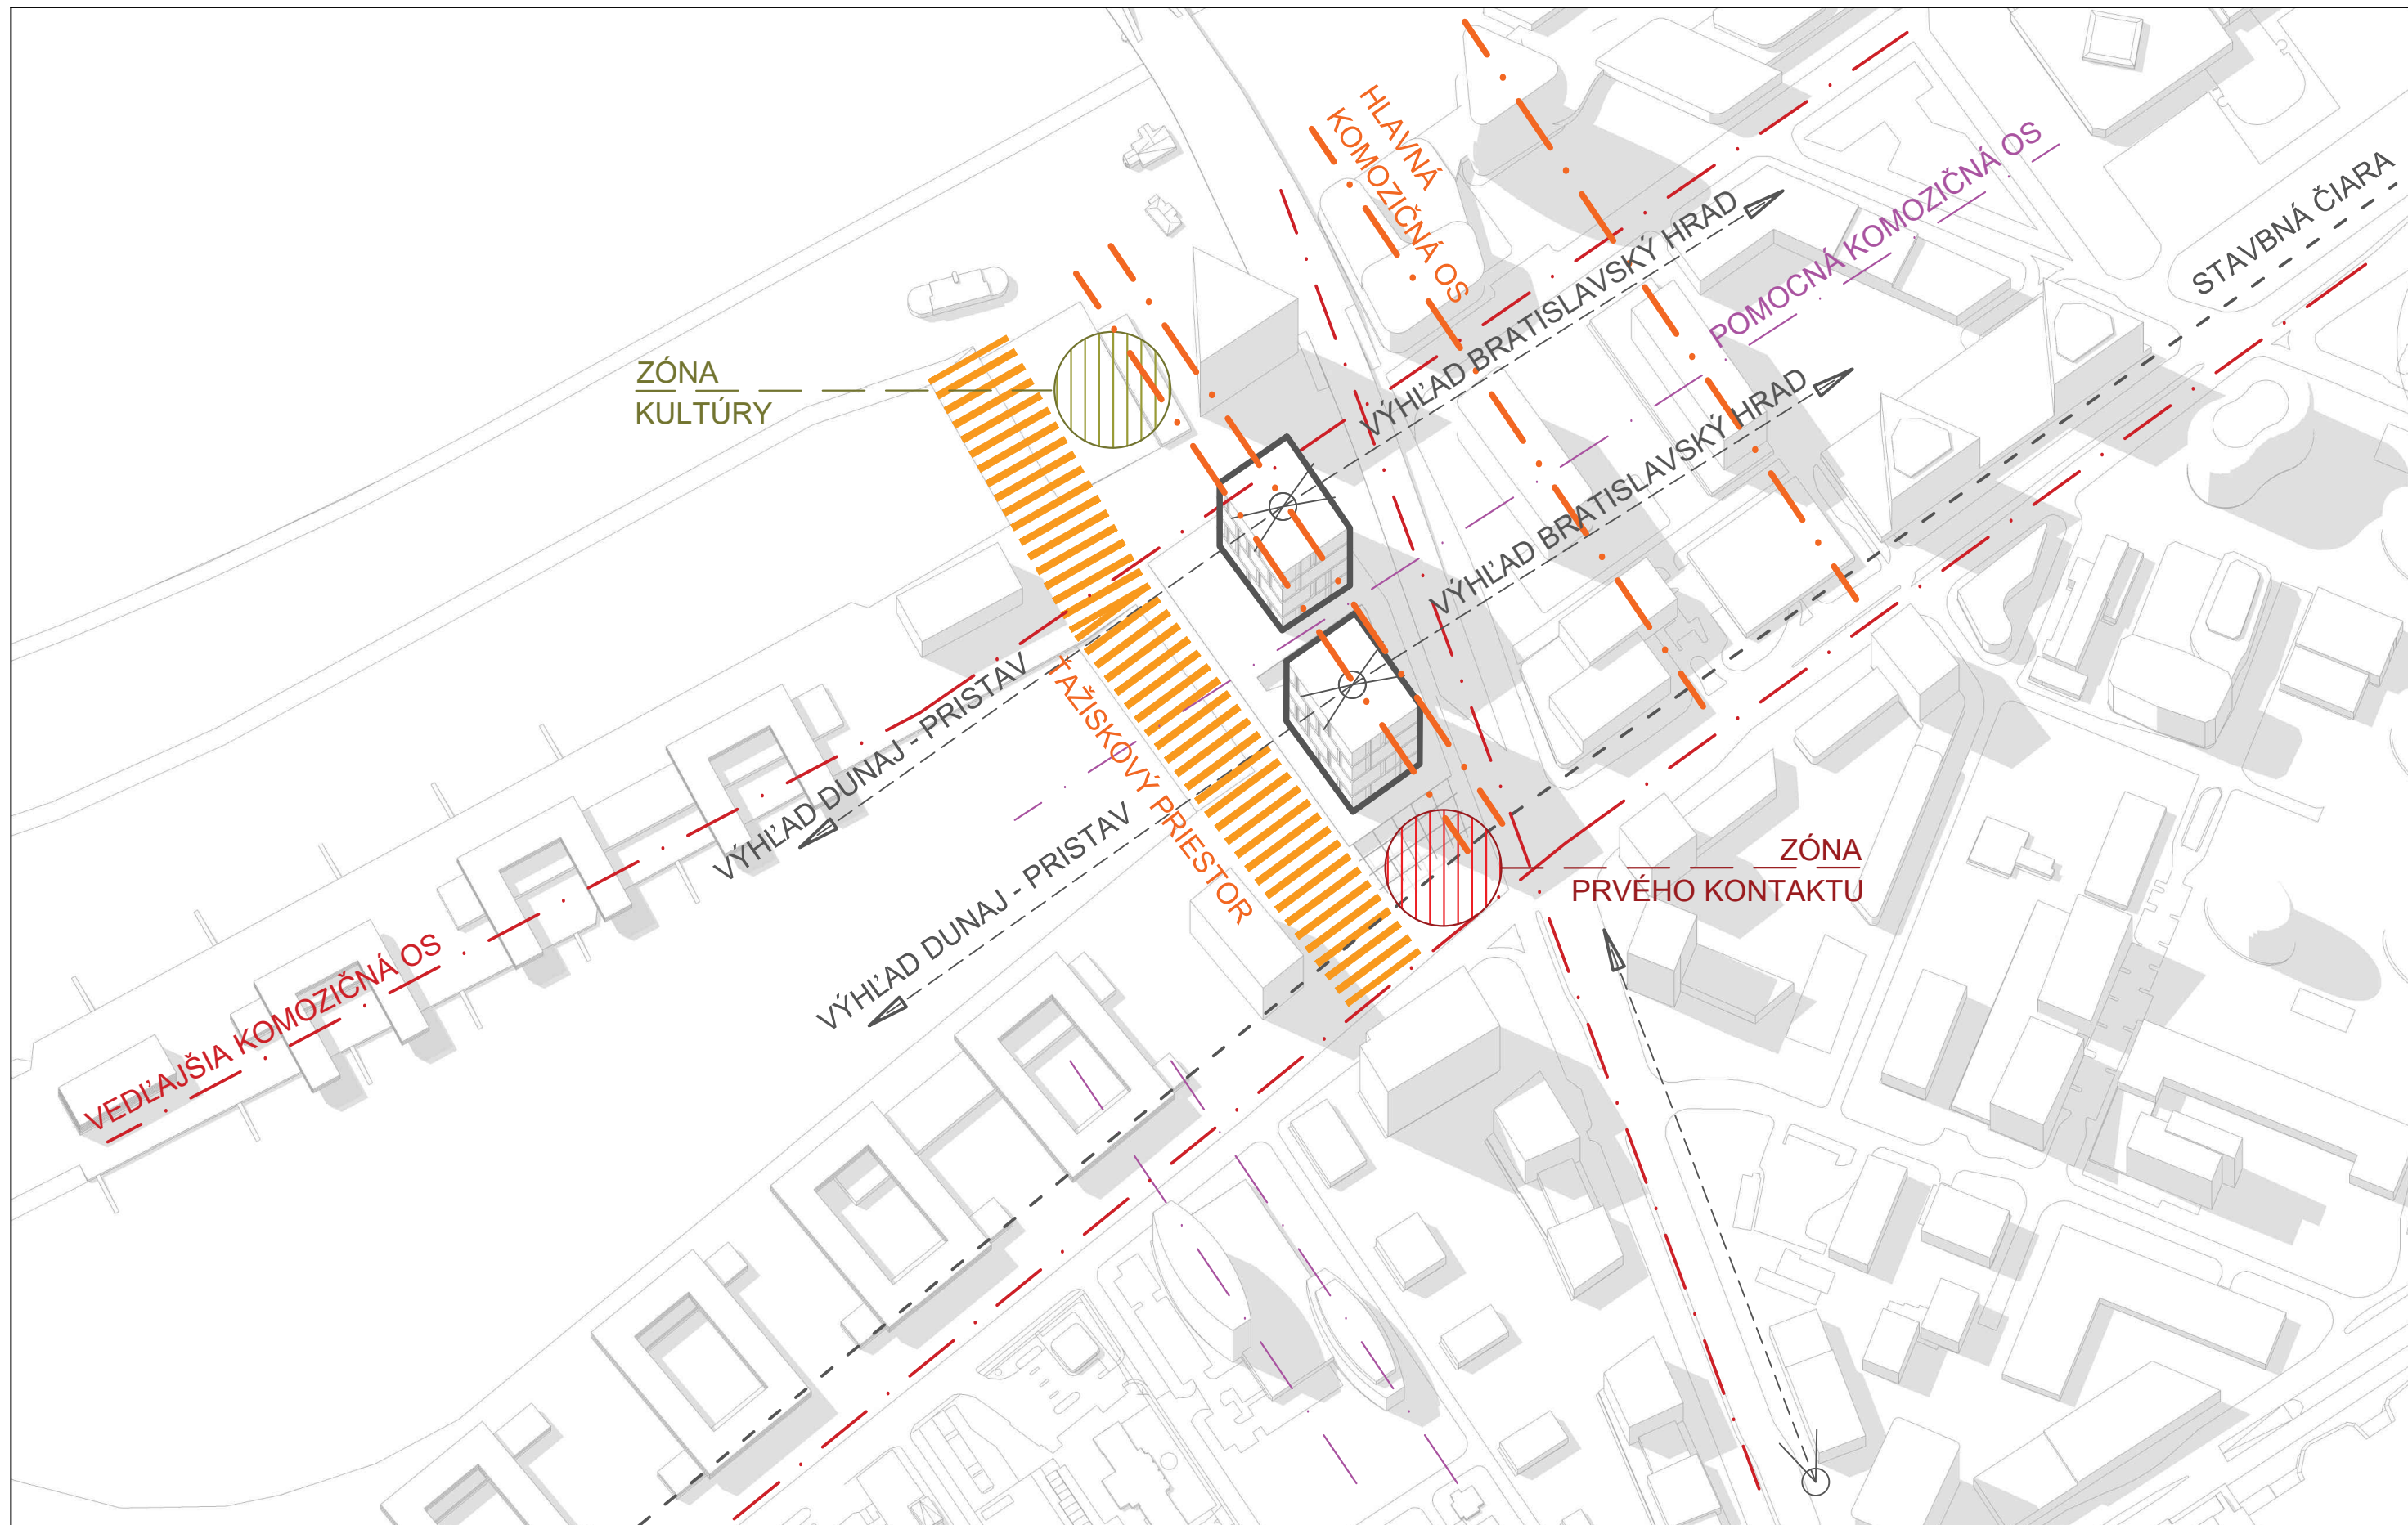 HLAVNÁ
KOMOZIČNÁ OS
POMOCNÁ KOMOZIČNÁ OS
STAVBNÁ ČIARA
VÝHĽAD BRATISLAVSKÝ HRAD
VÝHĽAD BRATISLAVSKÝ HRAD
ZÓNA
KULTÚRY
ŤAŽISKOVÝ PRIESTOR
VÝHĽAD DUNAJ - PRISTAV
VÝHĽAD DUNAJ - PRISTAV
ZÓNA
PRVÉHO KONTAKTU
VEDĽAJŠIA KOMOZIČNÁ OS